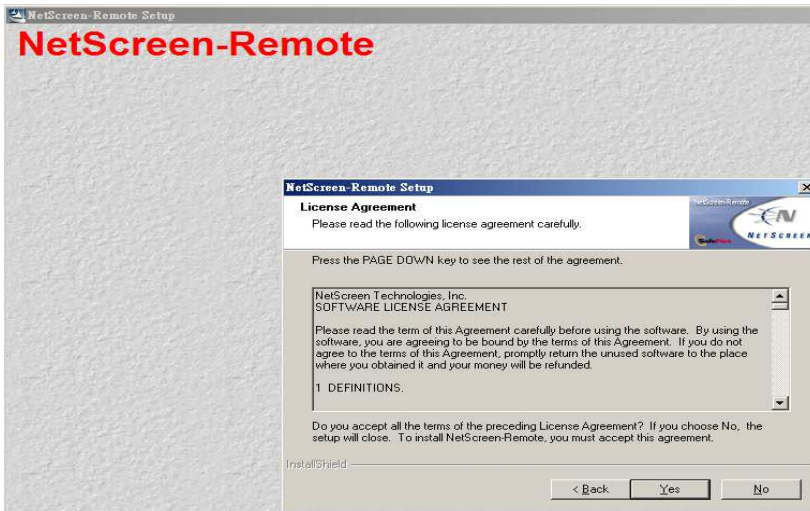 NetScreen-Remote Setup
NetScreen-Remote
NetScreen-Remote Setup
License Agreement
Please read the following license agreement carefully.
NetScreen-Remote
NETSCREEN
Press the PAGE DOWN key to see the rest of the agreement.
NetScreen Technologies, Inc.
SOFTWARE LICENSE AGREEMENT
Please read the term of this Agreement carefully before using the software. By using the
software, you are agreeing to be bound by the terms of this Agreement. If you do not
agree to the terms of this Agreement, promptly return the unused software to the place
where you obtained it and your money will be refunded.
1 DEFINITIONS.
Do you accept all the terms of the preceding License Agreement? If you choose No, the
setup will close. To install NetScreen-Remote, you must accept this agreement.
InstallShield
< Back
Yes
No